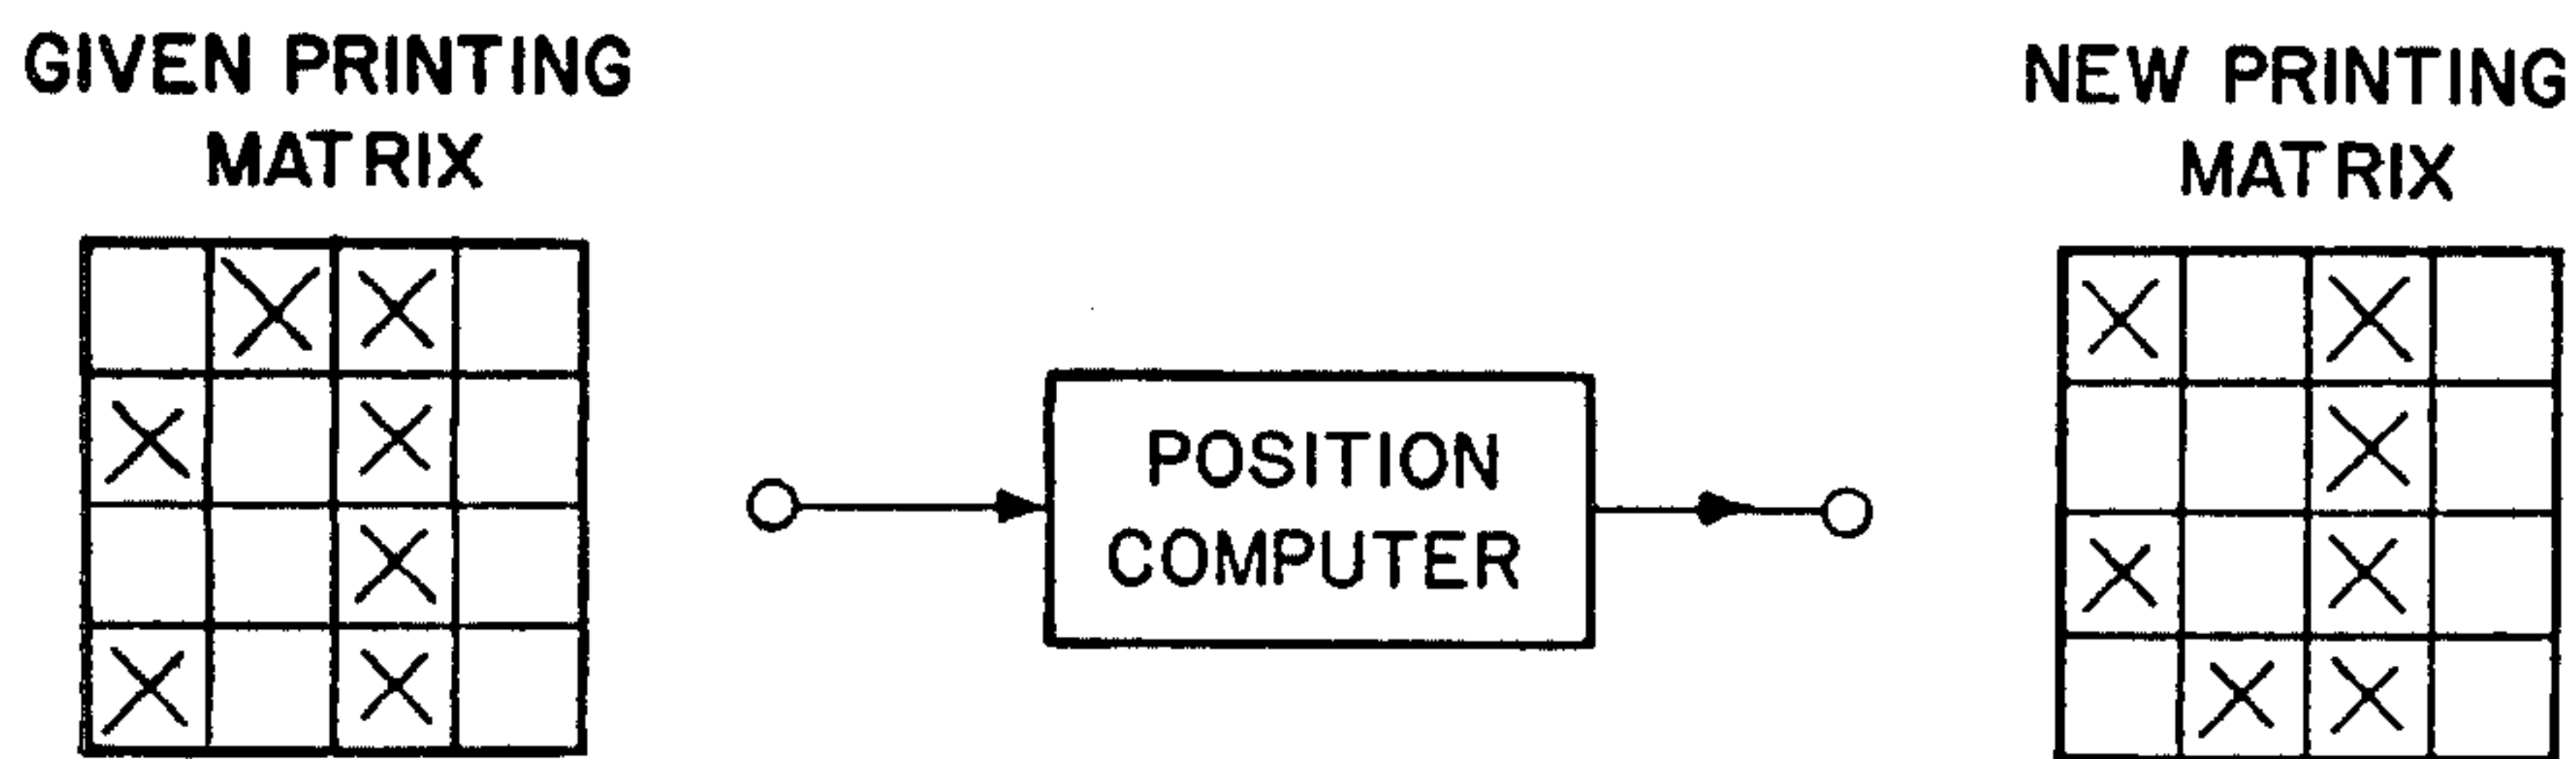 GIVEN PRINTING
MATRIX
POSITION
COMPUTER
NEW PRINTING
MATRIX